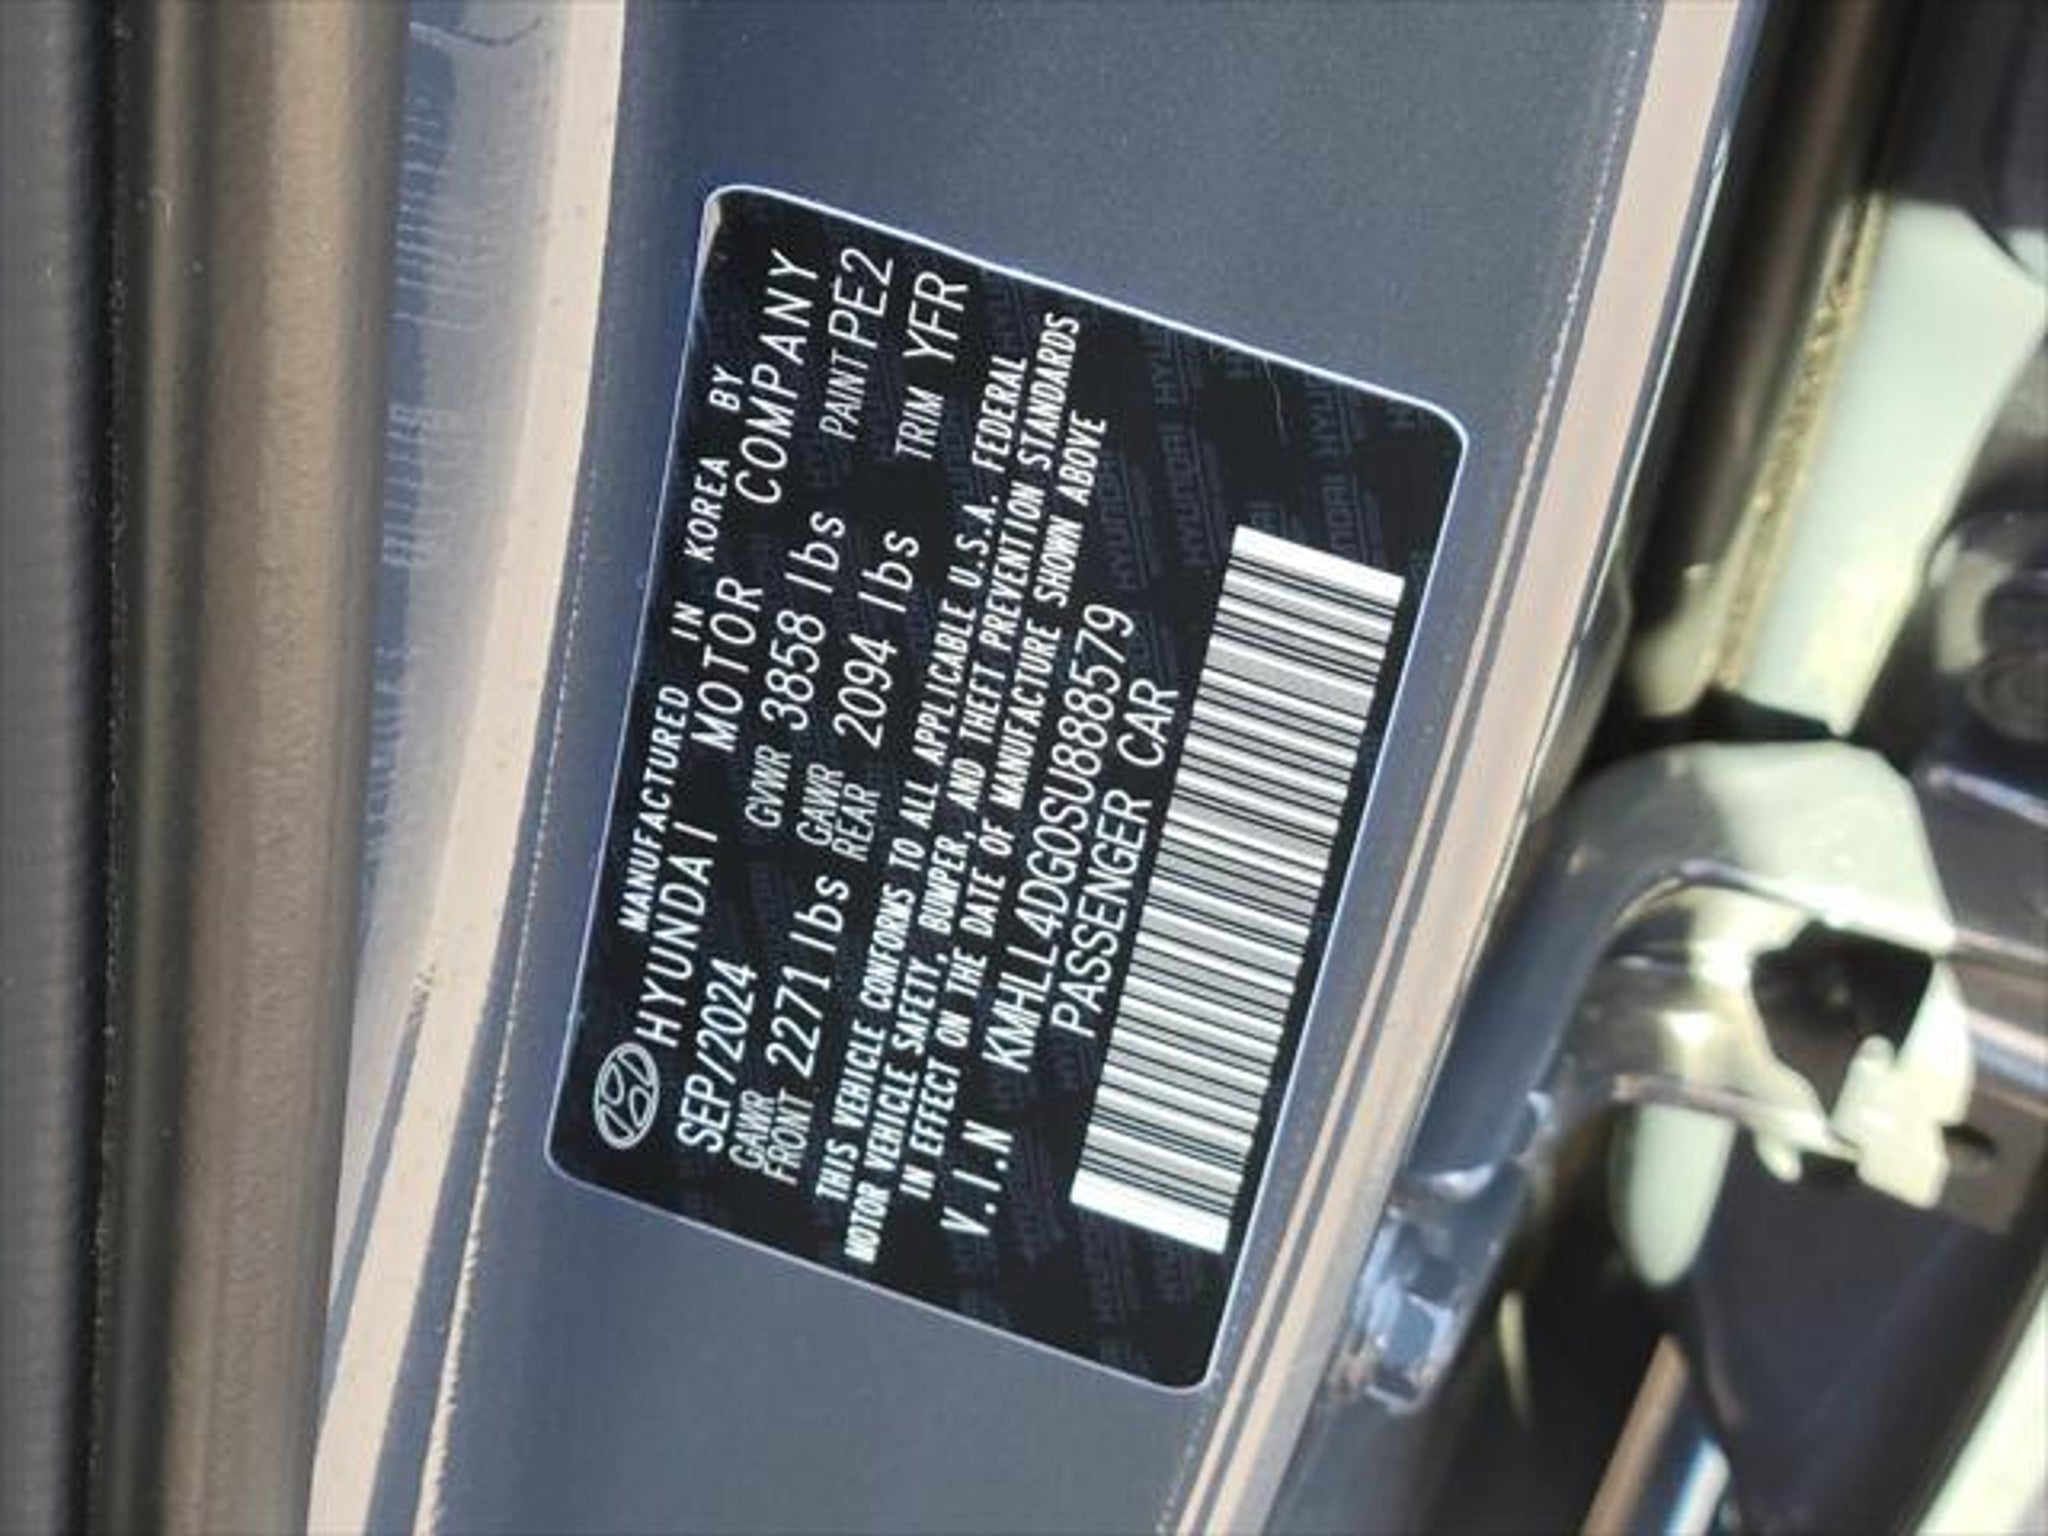 MANUFACTURED IN KOREA BY
HYUNDAI MOTOR COMPANY
SEP/2024 GVWR 3858 lbs PAINT PE2
GAWR FRONT 2271 lbs GAWR REAR 2094 lbs TRIM YFR
THIS VEHICLE CONFORMS TO ALL APPLICABLE U.S.A. FEDERAL
MOTOR VEHICLE SAFETY, BUMPER, AND THEFT PREVENTION STANDARDS
IN EFFECT ON THE DATE OF MANUFACTURE SHOWN ABOVE
V.I.N KMHLL4DG0SU888579
PASSENGER CAR